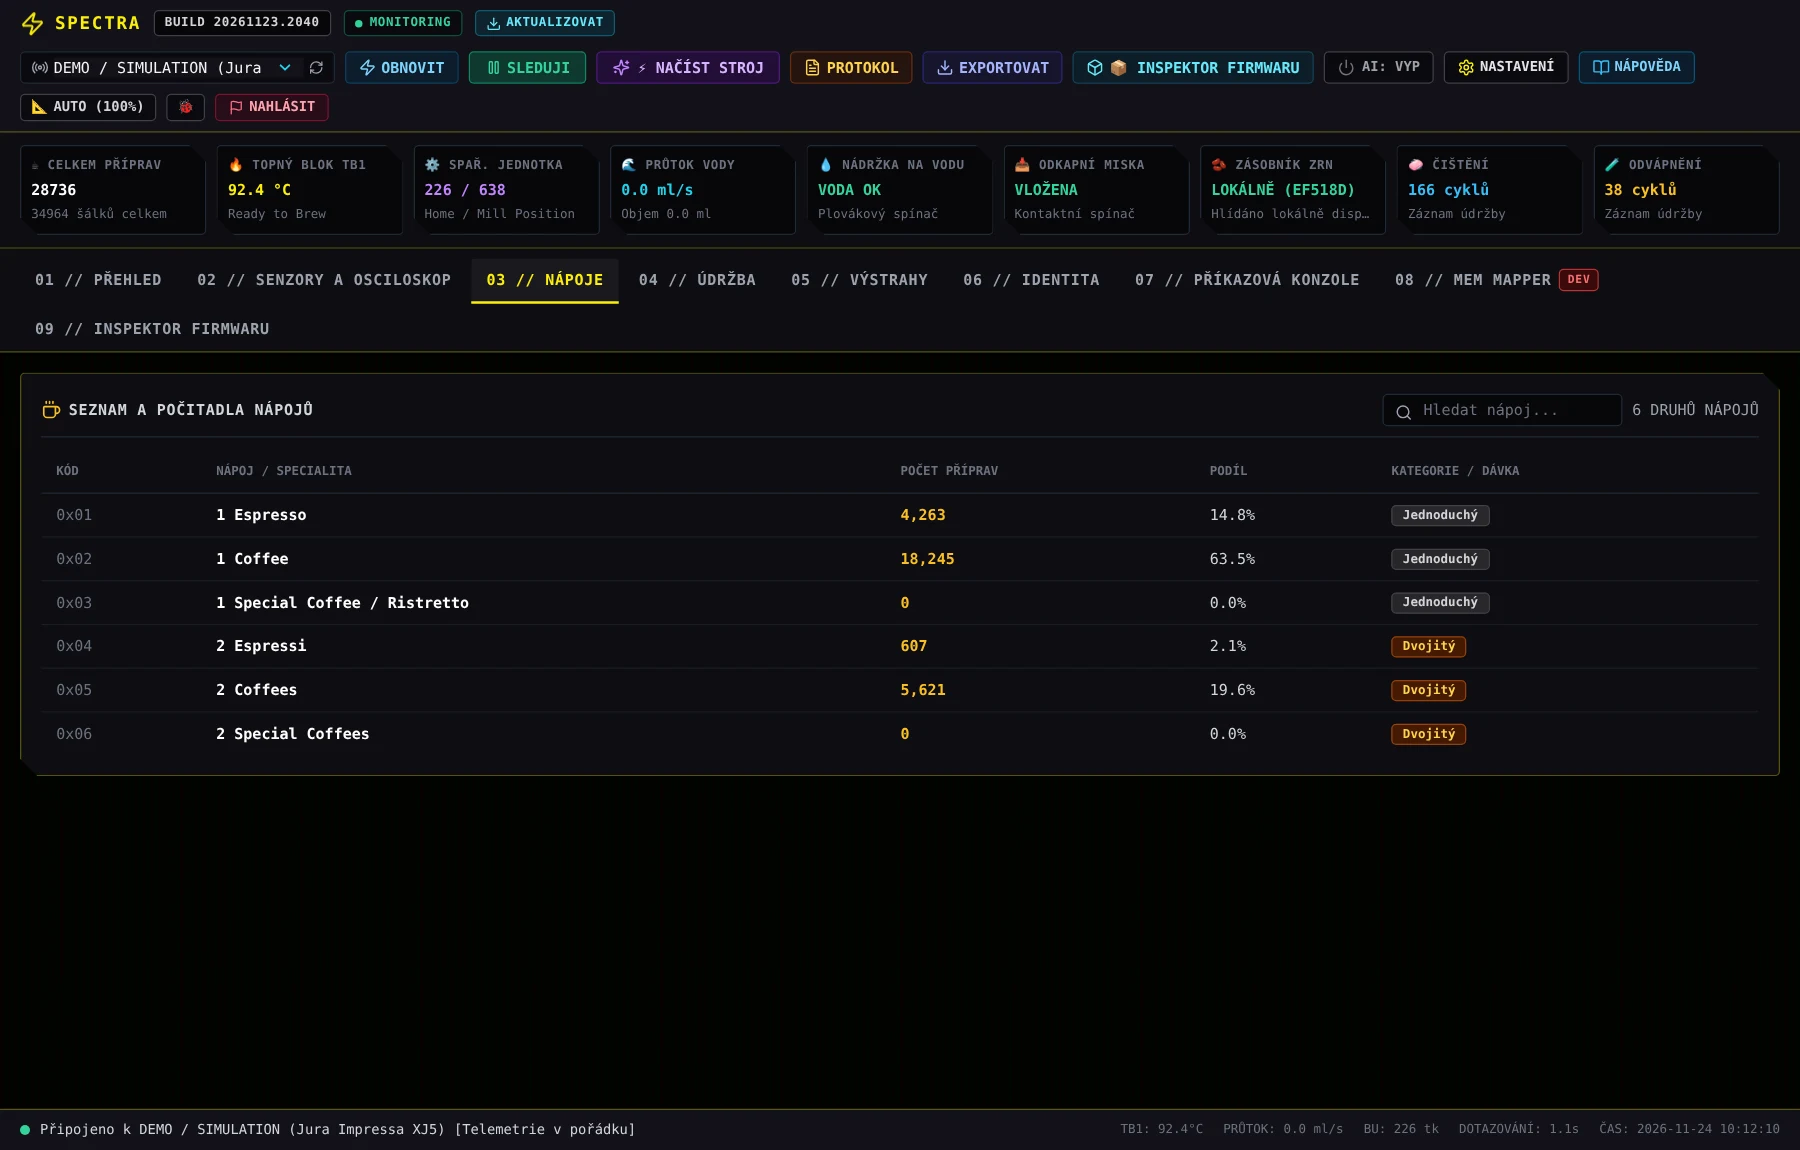 SPECTRA BUILD 20261123.2040 MONITORING AKTUALIZOVAT
DEMO / SIMULATION (Jura OBNOVIT SLEDUJI ⚡ NAČÍST STROJ PROTOKOL EXPORTOVAT INSPEKTOR FIRMWARU AI: VYP NASTAVENÍ NÁPOVĚDA
AUTO (100%) NAHLÁSIT
CELKEM PŘÍPRAV
28736
34964 šálků celkem
TOPNÝ BLOK TB1
92.4 °C
Ready to Brew
SPAŘ. JEDNOTKA
226 / 638
Home / Mill Position
PRŮTOK VODY
0.0 ml/s
Objem 0.0 ml
NÁDRŽKA NA VODU
VODA OK
Plovákový spínač
ODKAPNÍ MISKA
VLOŽENA
Kontaktní spínač
ZÁSOBNÍK ZRN
LOKÁLNĚ (EF518D)
Hlídáno lokálně disp…
ČIŠTĚNÍ
166 cyklů
Záznam údržby
ODVÁPNĚNÍ
38 cyklů
Záznam údržby
01 // PŘEHLED 02 // SENZORY A OSCILOSKOP 03 // NÁPOJE 04 // ÚDRŽBA 05 // VÝSTRAHY 06 // IDENTITA 07 // PŘÍKAZOVÁ KONZOLE 08 // MEM MAPPER DEV
09 // INSPEKTOR FIRMWARU
SEZNAM A POČITADLA NÁPOJŮ Hledat nápoj... 6 DRUHŮ NÁPOJŮ
KÓD NÁPOJ / SPECIALITA POČET PŘÍPRAV PODÍL KATEGORIE / DÁVKA
0x01 1 Espresso 4,263 14.8% Jednoduchý
0x02 1 Coffee 18,245 63.5% Jednoduchý
0x03 1 Special Coffee / Ristretto 0 0.0% Jednoduchý
0x04 2 Espressi 607 2.1% Dvojitý
0x05 2 Coffees 5,621 19.6% Dvojitý
0x06 2 Special Coffees 0 0.0% Dvojitý
Připojeno k DEMO / SIMULATION (Jura Impressa XJ5) [Telemetrie v pořádku] TB1: 92.4°C PRŮTOK: 0.0 ml/s BU: 226 tk DOTAZOVÁNÍ: 1.1s ČAS: 2026-11-24 10:12:10